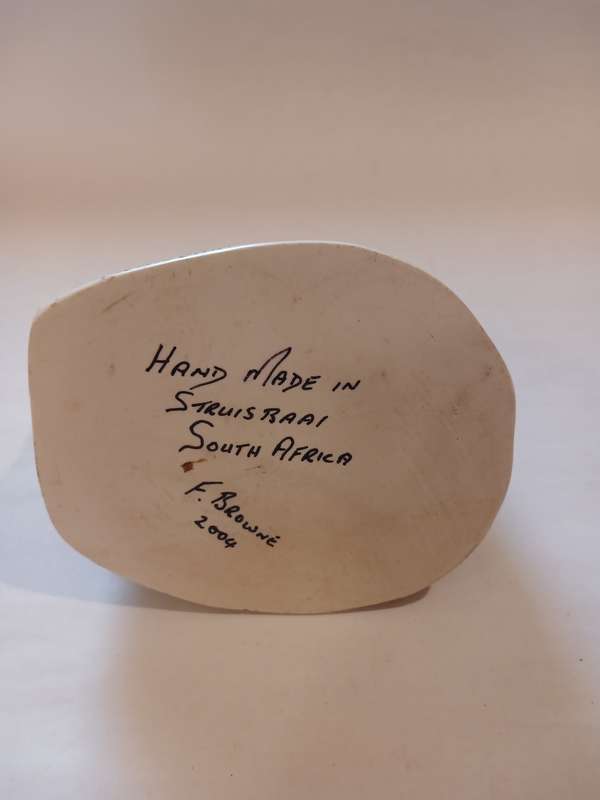 HAND MADE IN
STRUISBAAI
SOUTH AFRICA
F. BROWNE
2004